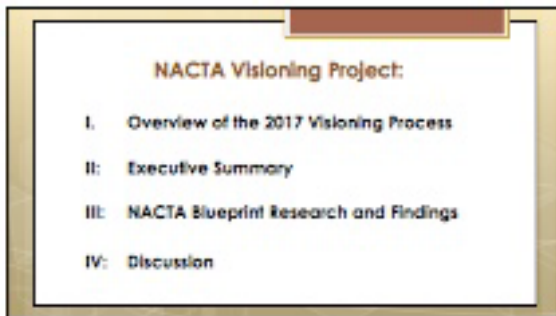 NACTA Visioning Project:
I. Overview of the 2017 Visioning Process
II: Executive Summary
III: NACTA Blueprint Research and Findings
IV: Discussion